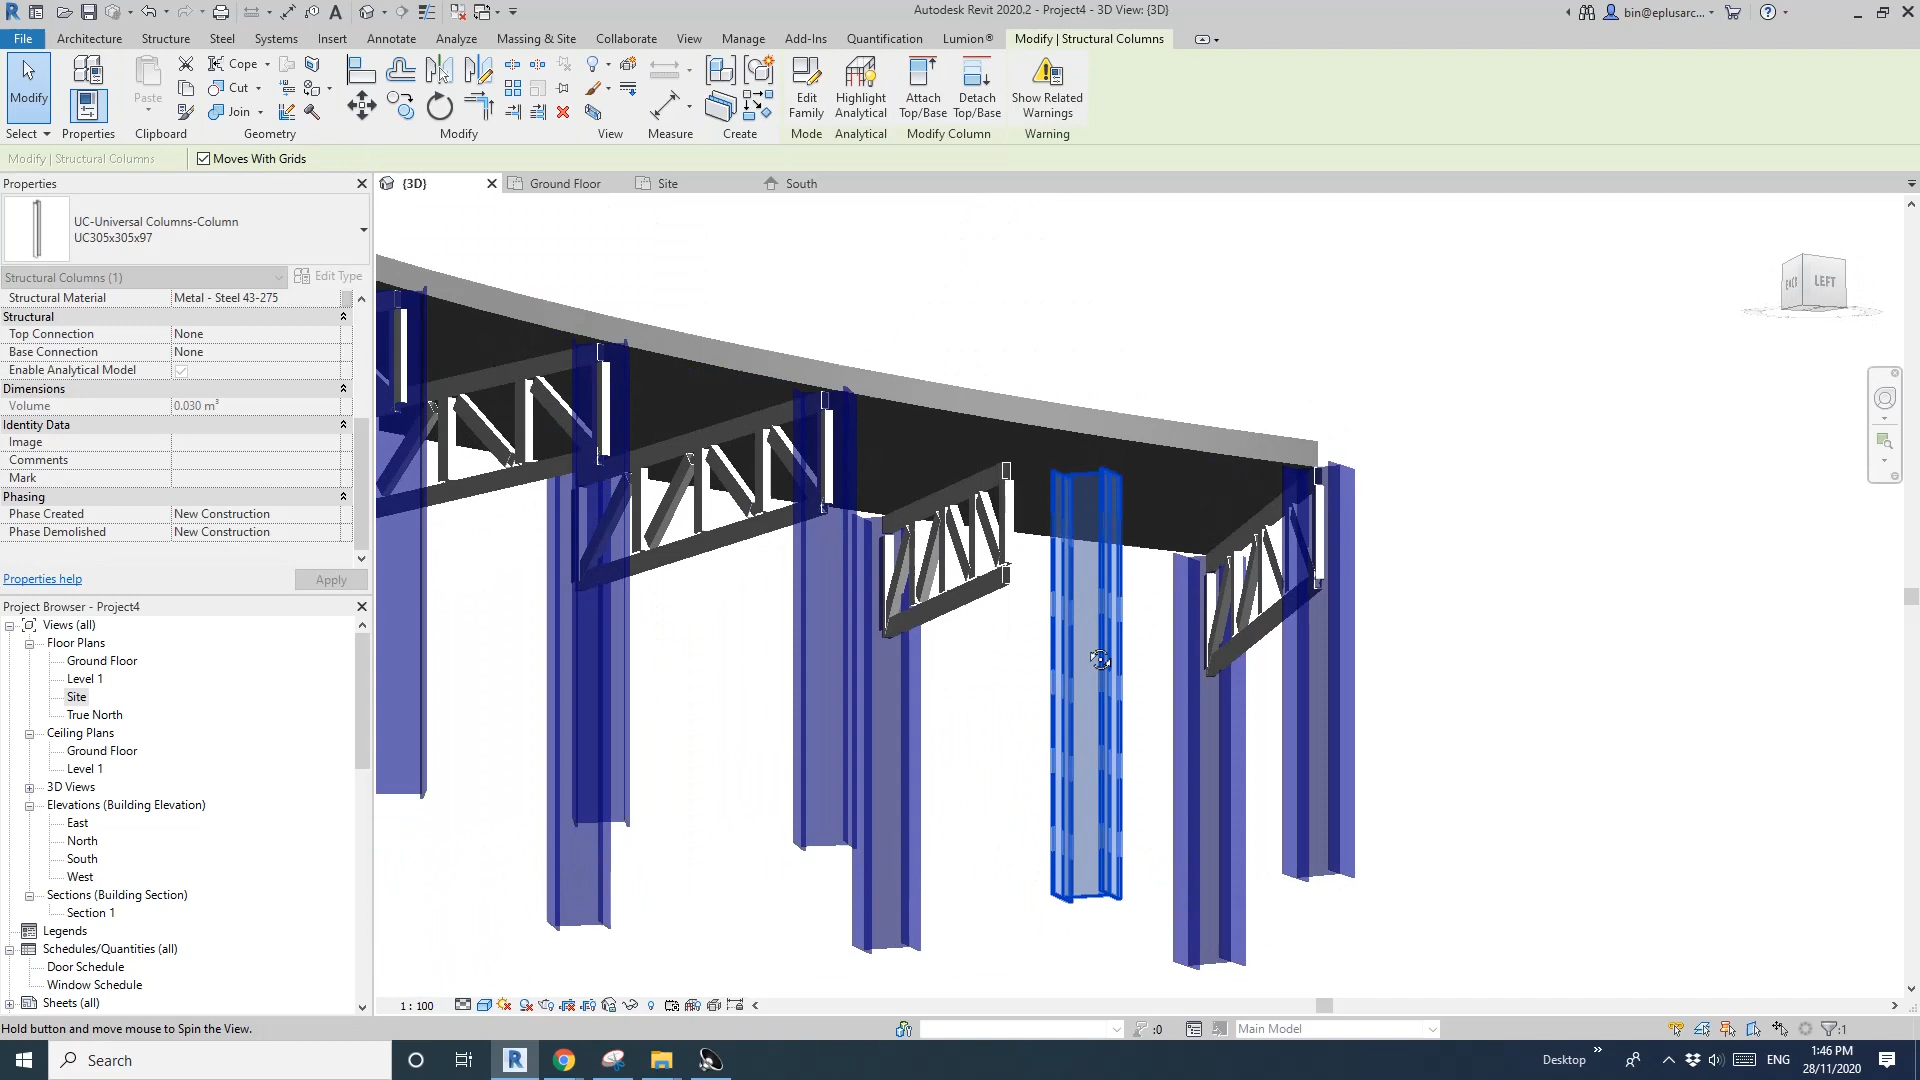 Autodesk Revit 2020.2 - Project4 - 3D View: {3D}
bin@eplusarc...
File Architecture Structure Steel Systems Insert Annotate Analyze Massing & Site Collaborate View Manage Add-Ins Quantification Lumion® Modify | Structural Columns
Modify
Paste
Cope
Cut
Join
Edit Family
Highlight Analytical
Attach Top/Base
Detach Top/Base
Show Related Warnings
Select Properties Clipboard Geometry Modify View Measure Create Mode Analytical Modify Column Warning
Modify | Structural Columns Moves With Grids
Properties
{3D} Ground Floor Site South
UC-Universal Columns-Column
UC305x305x97
Structural Columns (1) Edit Type
Structural Material Metal - Steel 43-275
Structural
Top Connection None
Base Connection None
Enable Analytical Model
Dimensions
Volume 0.030 m³
Identity Data
Image
Comments
Mark
Phasing
Phase Created New Construction
Phase Demolished New Construction
Properties help Apply
Project Browser - Project4
Views (all)
Floor Plans
Ground Floor
Level 1
Site
True North
Ceiling Plans
Ground Floor
Level 1
3D Views
Elevations (Building Elevation)
East
North
South
West
Sections (Building Section)
Section 1
Legends
Schedules/Quantities (all)
Door Schedule
Window Schedule
Sheets (all)
BACK LEFT
1 : 100
Hold button and move mouse to Spin the View.
:0
Main Model
:1
Search
Desktop
ENG
1:46 PM
28/11/2020